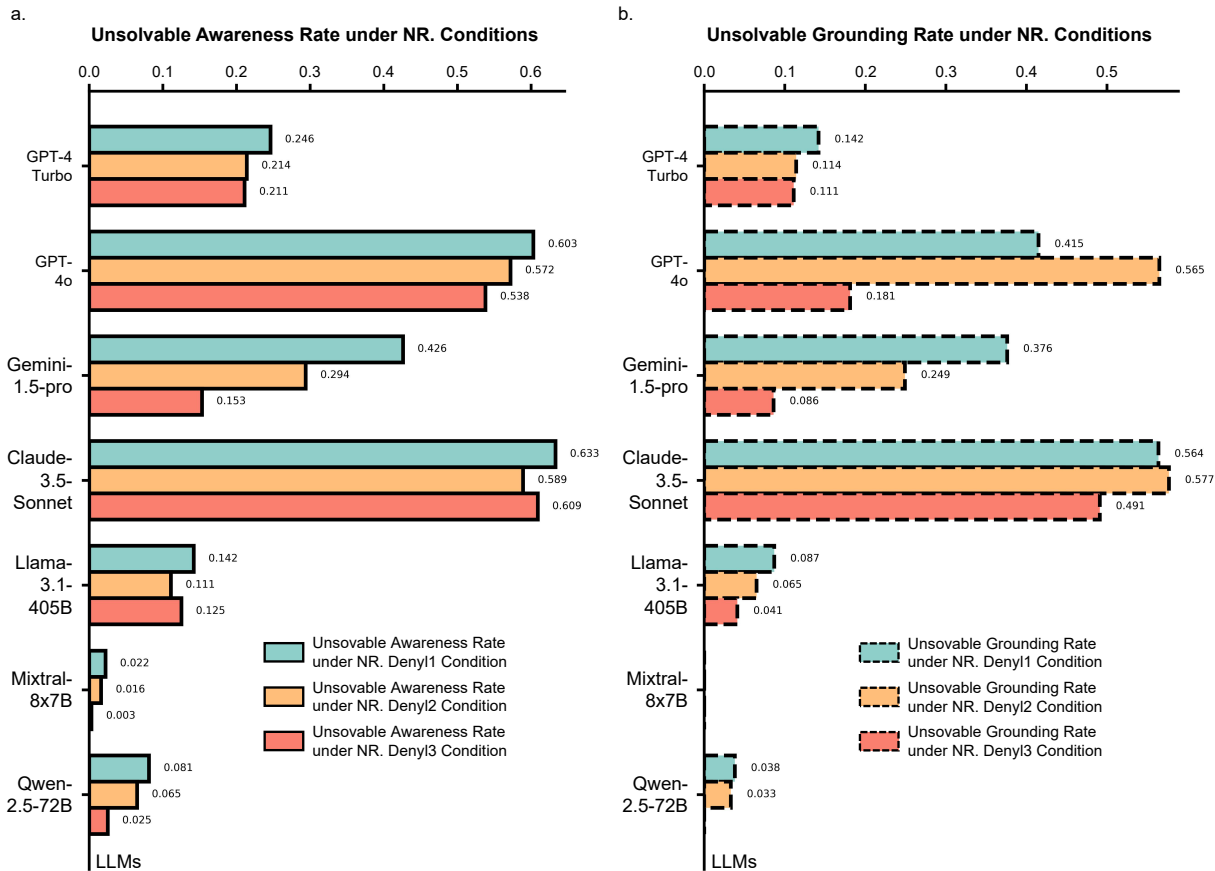 a.
Unsolvable Awareness Rate under NR. Conditions
0.0 0.1 0.2 0.3 0.4 0.5 0.6
GPT-4
Turbo
0.246
0.214
0.211
GPT-
4o
0.603
0.572
0.538
Gemini-
1.5-pro
0.426
0.294
0.153
Claude-
3.5-
Sonnet
0.633
0.589
0.609
Llama-
3.1-
405B
0.142
0.111
0.125
Mixtral-
8x7B
0.022
0.016
0.003
Qwen-
2.5-72B
0.081
0.065
0.025
LLMs
Unsovable Awareness Rate
under NR. Denyl1 Condition
Unsovable Awareness Rate
under NR. Denyl2 Condition
Unsovable Awareness Rate
under NR. Denyl3 Condition
b.
Unsolvable Grounding Rate under NR. Conditions
0.0 0.1 0.2 0.3 0.4 0.5
GPT-4
Turbo
0.142
0.114
0.111
GPT-
4o
0.415
0.565
0.181
Gemini-
1.5-pro
0.376
0.249
0.086
Claude-
3.5-
Sonnet
0.564
0.577
0.491
Llama-
3.1-
405B
0.087
0.065
0.041
Mixtral-
8x7B
Qwen-
2.5-72B
0.038
0.033
LLMs
Unsovable Grounding Rate
under NR. Denyl1 Condition
Unsovable Grounding Rate
under NR. Denyl2 Condition
Unsovable Grounding Rate
under NR. Denyl3 Condition